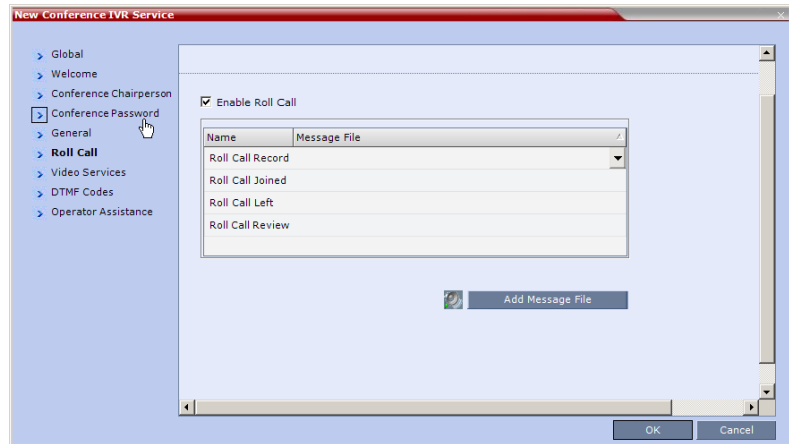 New Conference IVR Service
Global
Welcome
Conference Chairperson
Conference Password
General
Roll Call
Video Services
DTMF Codes
Operator Assistance
Enable Roll Call
Name Message File
Roll Call Record
Roll Call Joined
Roll Call Left
Roll Call Review
Add Message File
OK Cancel